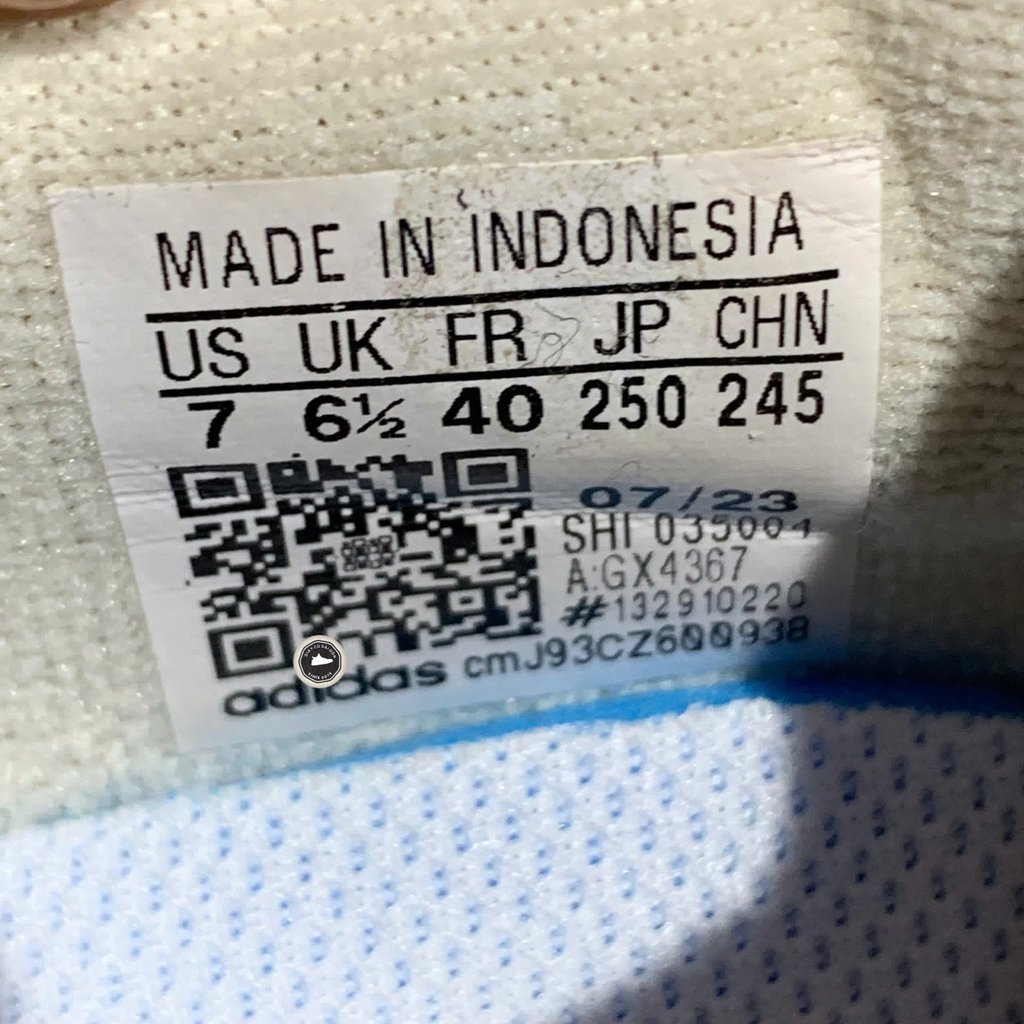 MADE IN INDONESIA
US UK FR JP CHN
7 6½ 40 250 245
07/23
SHI 035004
A:GX4367
#132910220
adidas cmJ93CZ600938